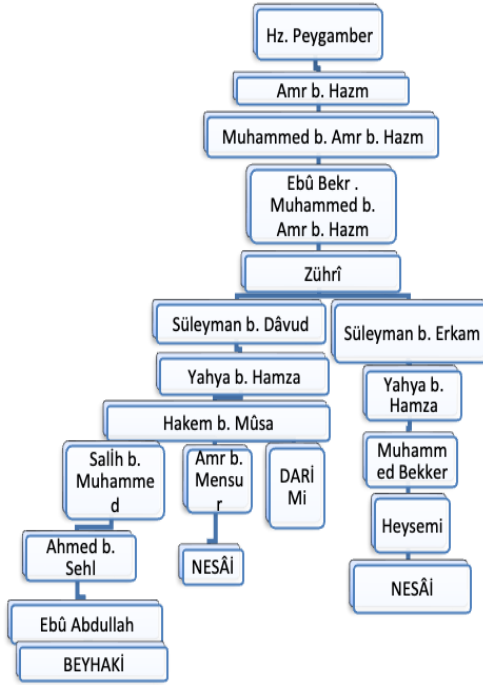 Hz. Peygamber
Amr b. Hazm
Muhammed b. Amr b. Hazm
Ebû Bekr .
Muhammed b.
Amr b. Hazm
Zührî
Süleyman b. Dâvud
Süleyman b. Erkam
Yahya b. Hamza
Yahya b.
Hamza
Hakem b. Mûsa
Salİh b.
Muhamme
d
Amr b.
Mensu
r
DARİ
Mi
Muhamm
ed Bekker
Ahmed b.
Sehl
NESÂİ
Heysemi
NESÂİ
Ebû Abdullah
BEYHAKİ